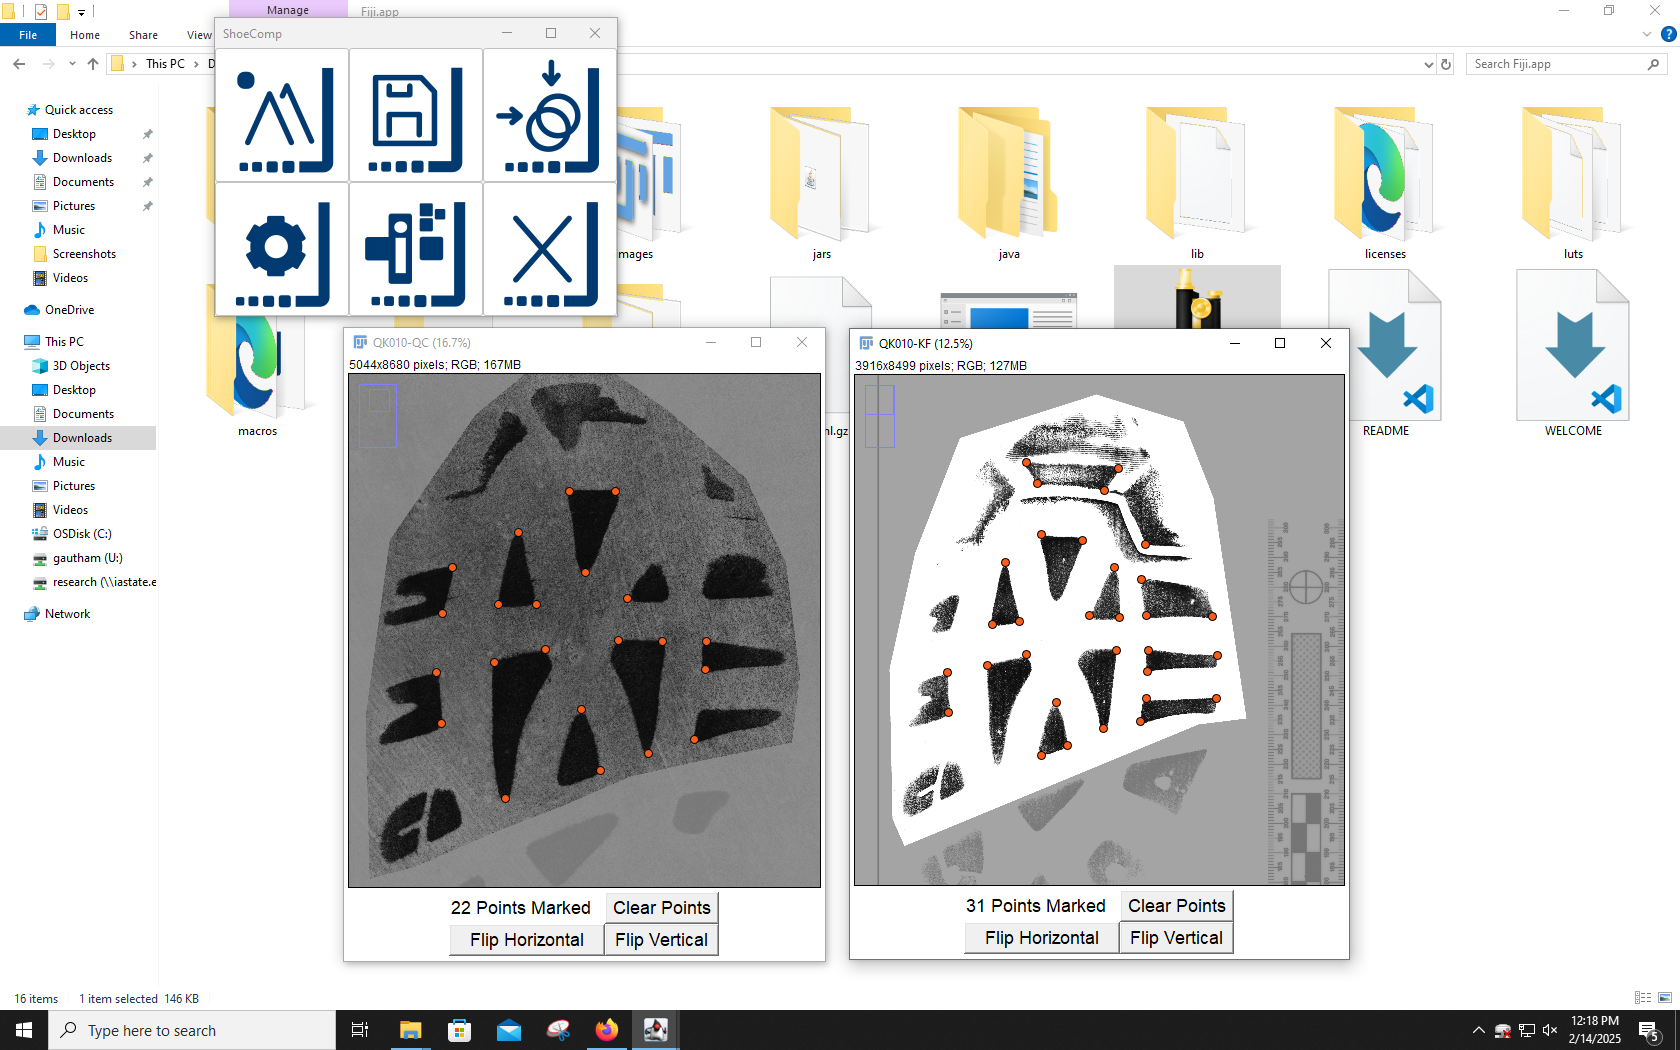 Manage
Fiji.app
File
Home
Share
View
ShoeComp
This PC
D
Search Fiji.app
Quick access
Desktop
Downloads
Documents
Pictures
Music
Screenshots
Videos
OneDrive
This PC
3D Objects
Desktop
Documents
Downloads
Music
Pictures
Videos
OSDisk (C:)
gautham (U:)
research (\\iastate.e
Network
mages
jars
java
lib
licenses
luts
macros
ml.gz
README
WELCOME
QK010-QC (16.7%)
5044x8680 pixels; RGB; 167MB
22 Points Marked
Clear Points
Flip Horizontal
Flip Vertical
QK010-KF (12.5%)
3916x8499 pixels; RGB; 127MB
31 Points Marked
Clear Points
Flip Horizontal
Flip Vertical
16 items
1 item selected 146 KB
Type here to search
12:18 PM
2/14/2025
5